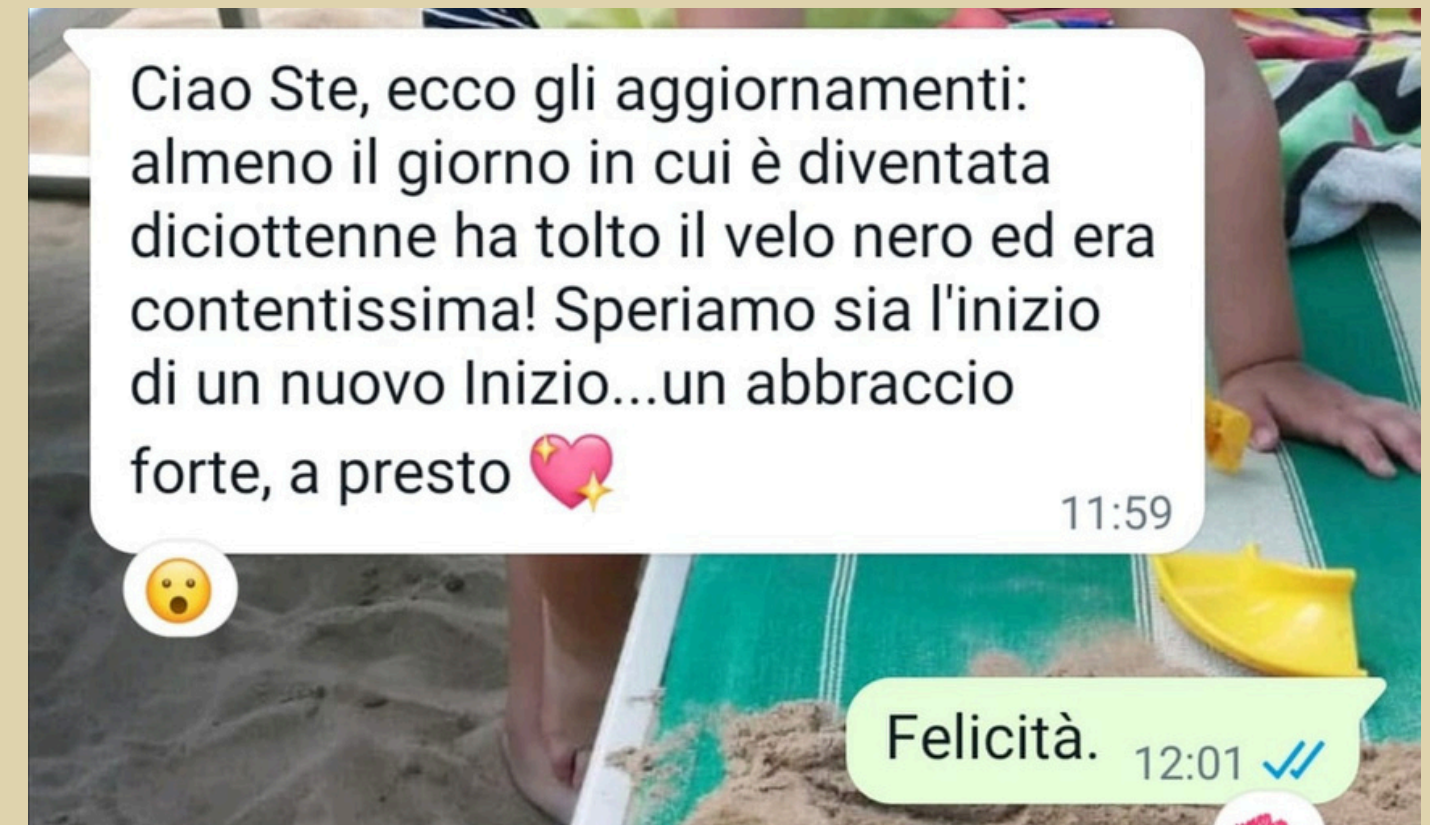 Ciao Ste, ecco gli aggiornamenti:
almeno il giorno in cui è diventata
diciottenne ha tolto il velo nero ed era
contentissima! Speriamo sia l'inizio
di un nuovo Inizio...un abbraccio
forte, a presto 💖
11:59
Felicità. 12:01